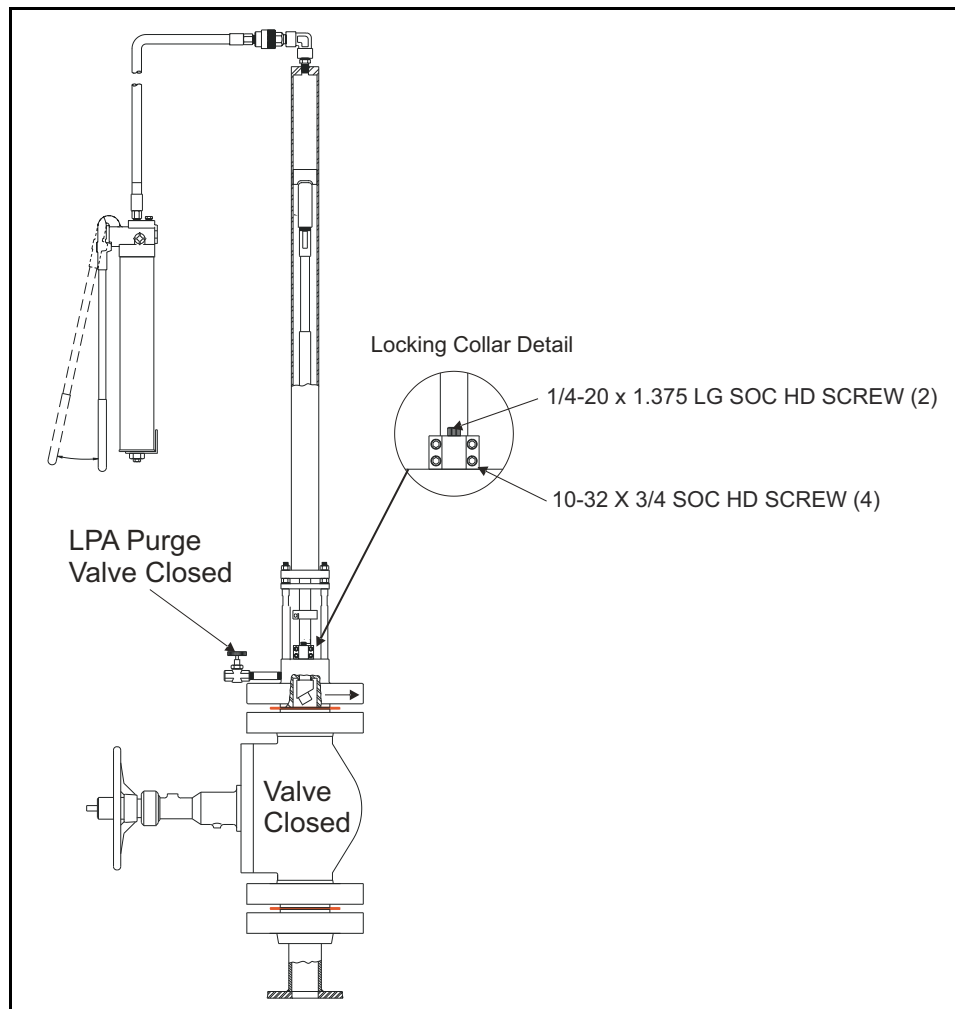 Locking Collar Detail
1/4-20 x 1.375 LG SOC HD SCREW (2)
10-32 X 3/4 SOC HD SCREW (4)
LPA Purge
Valve Closed
Valve
Closed